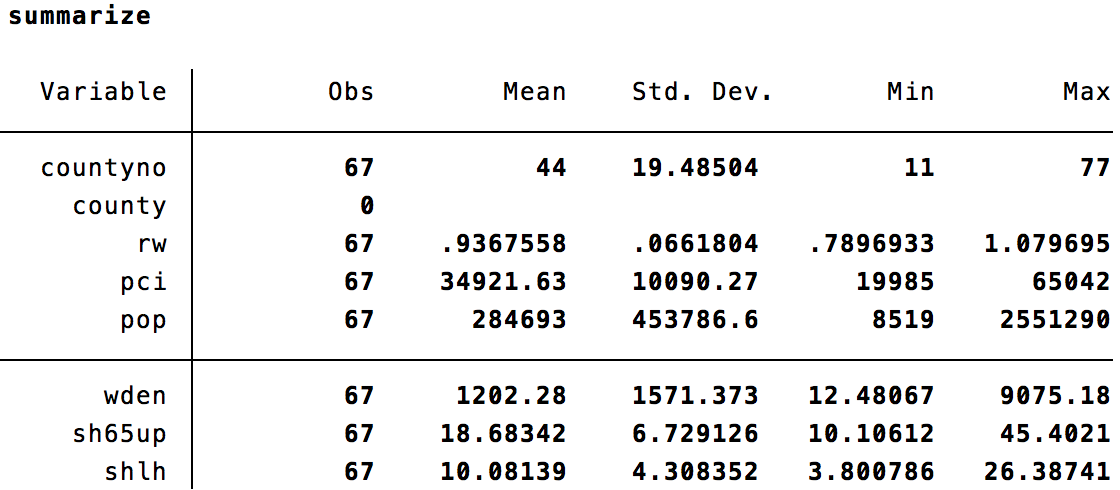 summarize
Variable Obs Mean Std. Dev. Min Max
countyno 67 44 19.48504 11 77
county 0
rw 67 .9367558 .0661804 .7896933 1.079695
pci 67 34921.63 10090.27 19985 65042
pop 67 284693 453786.6 8519 2551290
wden 67 1202.28 1571.373 12.48067 9075.18
sh65up 67 18.68342 6.729126 10.10612 45.4021
shlh 67 10.08139 4.308352 3.800786 26.38741